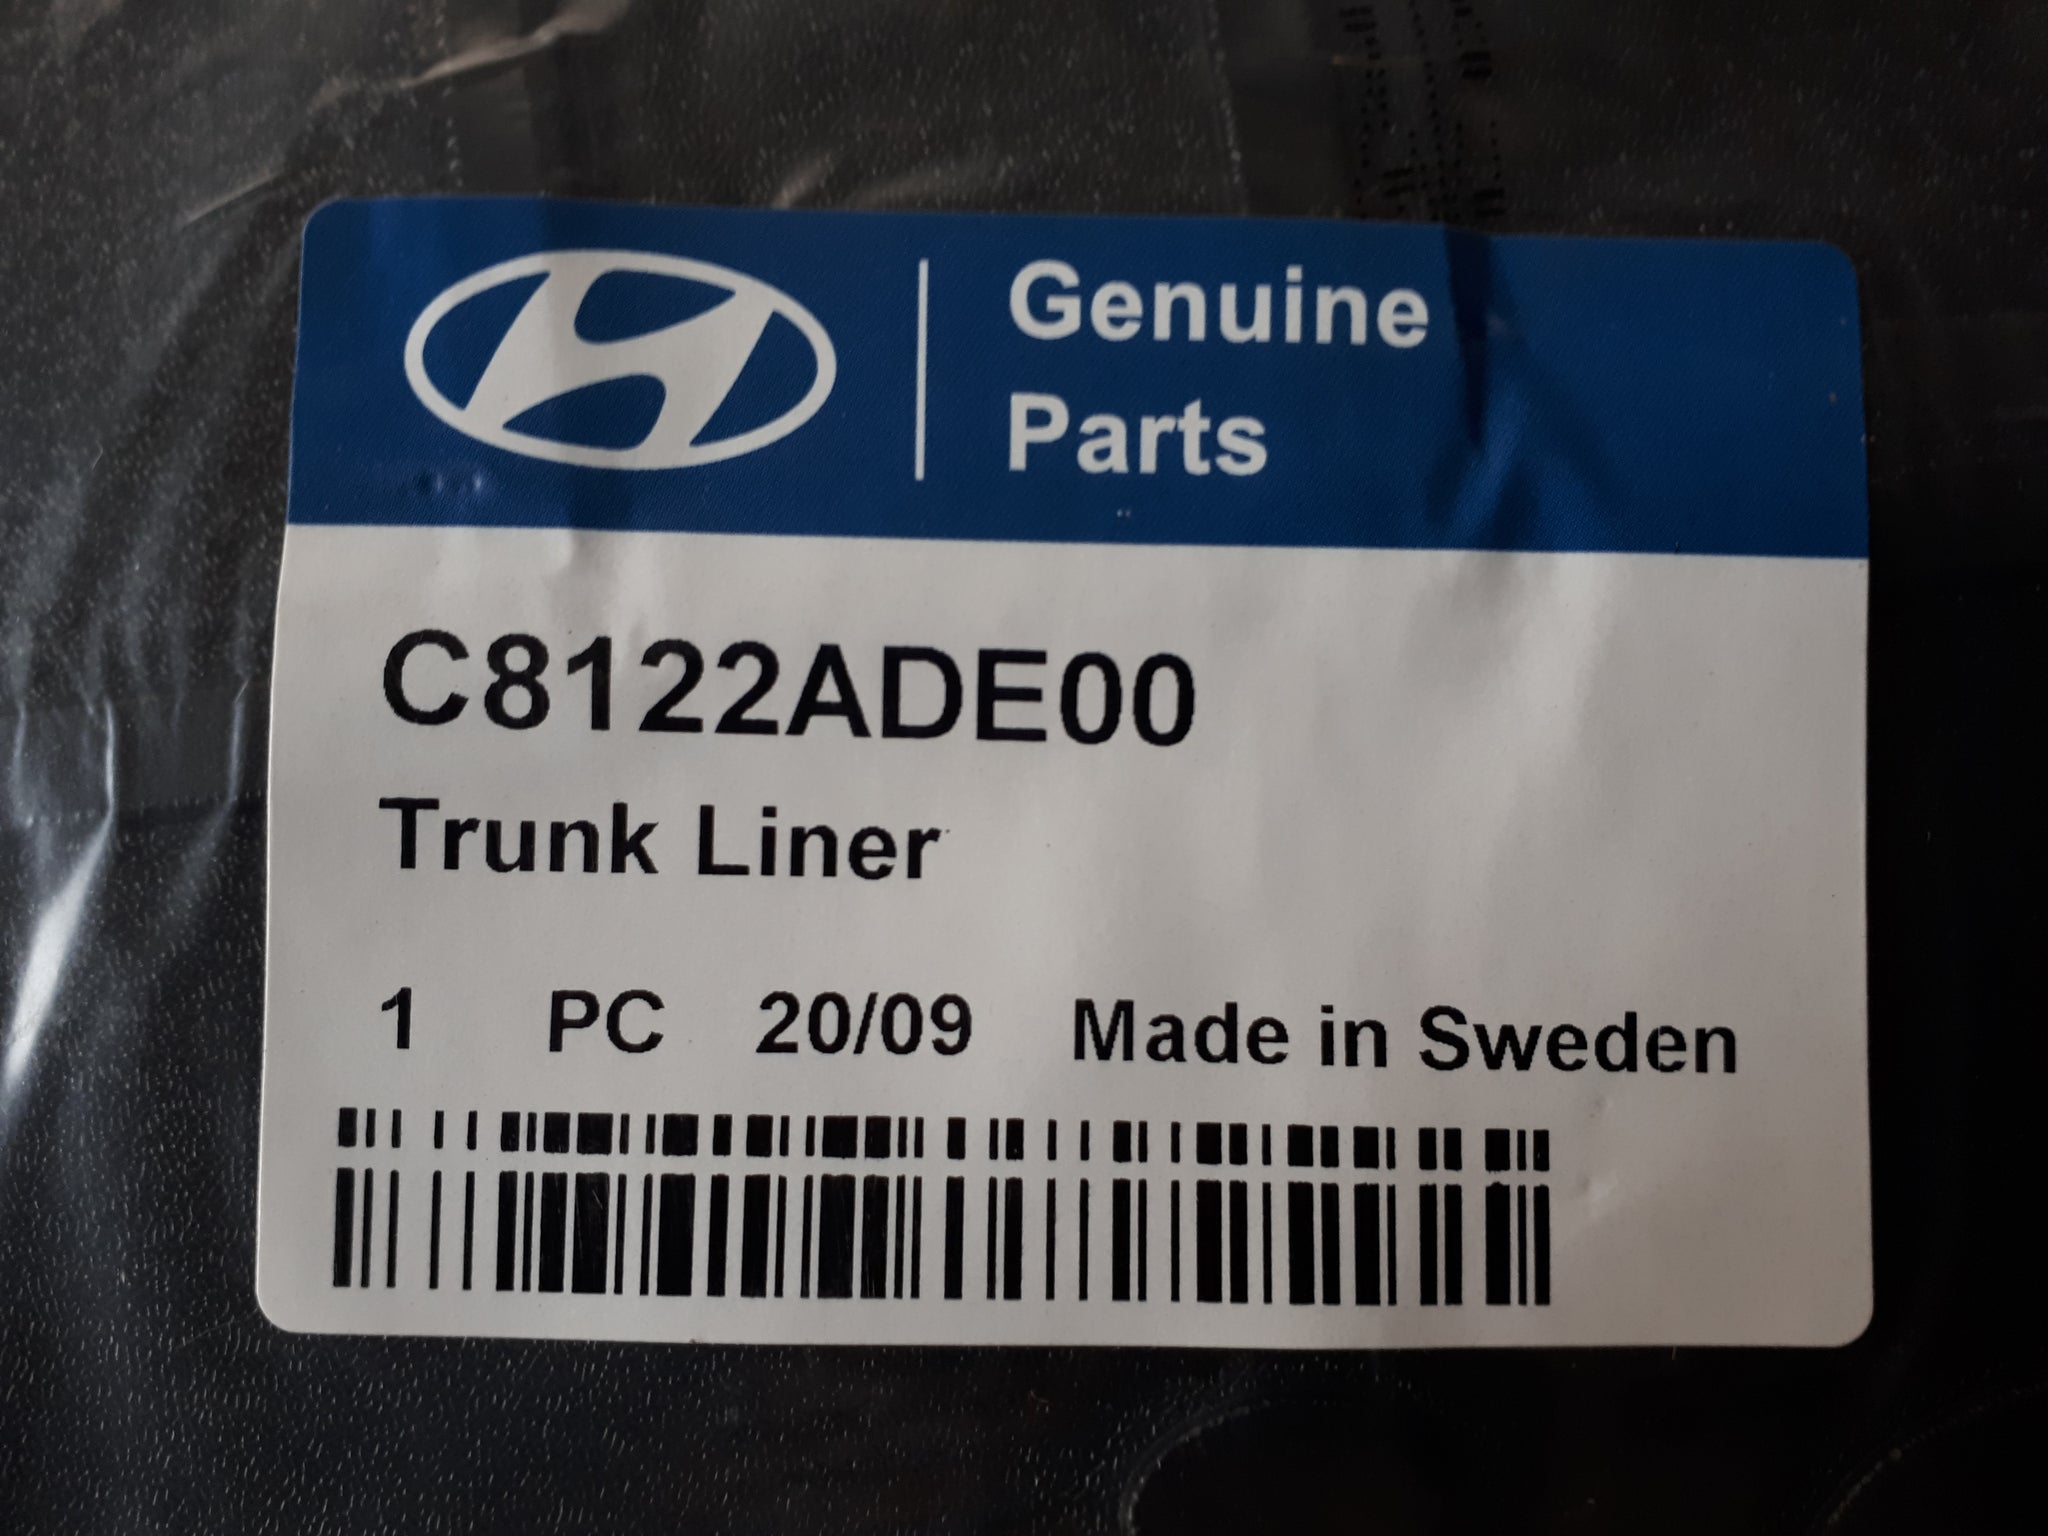 Genuine
Parts
C8122ADE00
Trunk Liner
1 PC 20/09 Made in Sweden